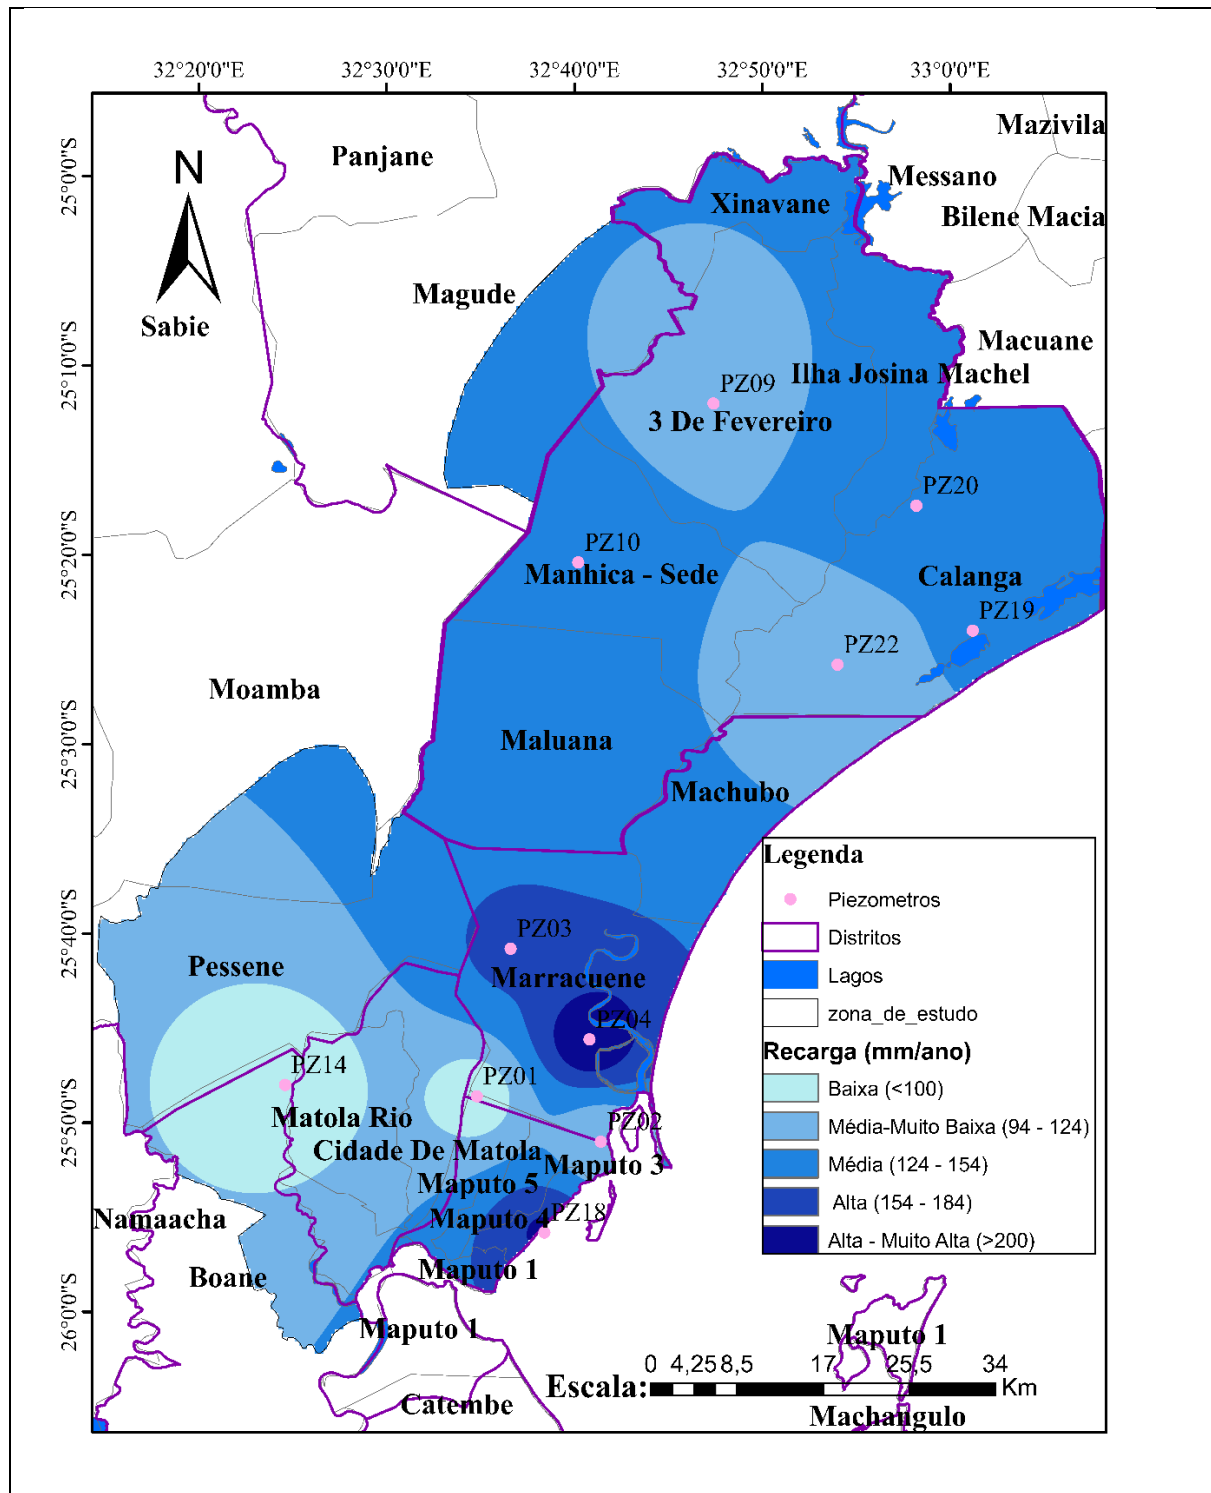 32°20'0"E 32°30'0"E 32°40'0"E 32°50'0"E 33°0'0"E
25°0'0"S
25°10'0"S
25°20'0"S
25°30'0"S
25°40'0"S
25°50'0"S
26°0'0"S
N
Mazivila
Panjane
Messano
Xinavane
Bilene Macia
Magude
Sabie
Macuane
Ilha Josina Machel
PZ09
3 De Fevereiro
PZ20
PZ10
Manhica - Sede
Calanga
PZ19
PZ22
Moamba
Maluana
Machubo
PZ03
Pessene
Marracuene
PZ04
PZ14
PZ01
Matola Rio
PZ02
Cidade De Matola
Maputo 3
Maputo 5
Namaacha
Maputo 4
PZ18
Boane
Maputo 1
Maputo 1
Maputo 1
Catembe
Machangulo
Legenda
Piezometros
Distritos
Lagos
zona_de_estudo
Recarga (mm/ano)
Baixa (<100)
Média-Muito Baixa (94 - 124)
Média (124 - 154)
Alta (154 - 184)
Alta - Muito Alta (>200)
0 4,25 8,5 17 25,5 34
Escala: Km